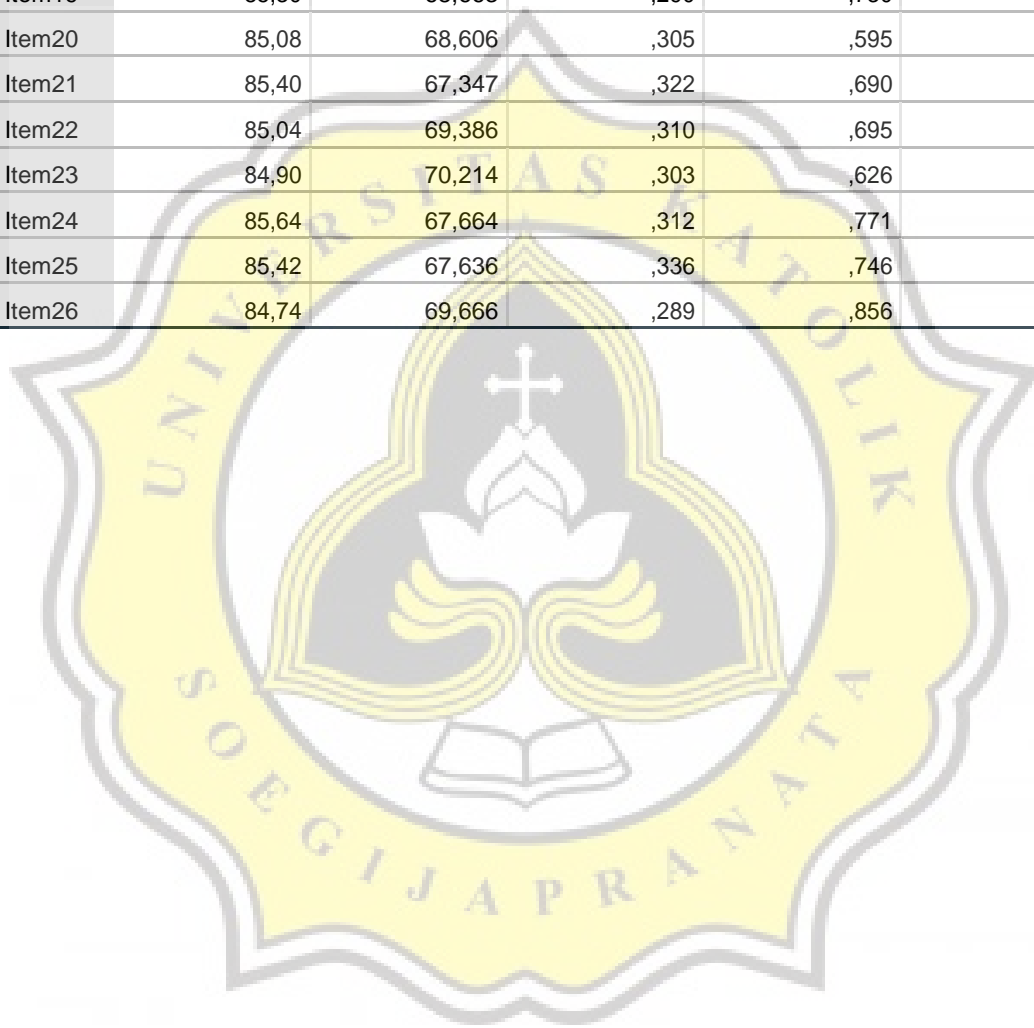 Item20 85,08 68,606 ,305 ,595
Item21 85,40 67,347 ,322 ,690
Item22 85,04 69,386 ,310 ,695
Item23 84,90 70,214 ,303 ,626
Item24 85,64 67,664 ,312 ,771
Item25 85,42 67,636 ,336 ,746
Item26 84,74 69,666 ,289 ,856
UNIVERSITAS KATOLIK
SOEGIJAPRANATA